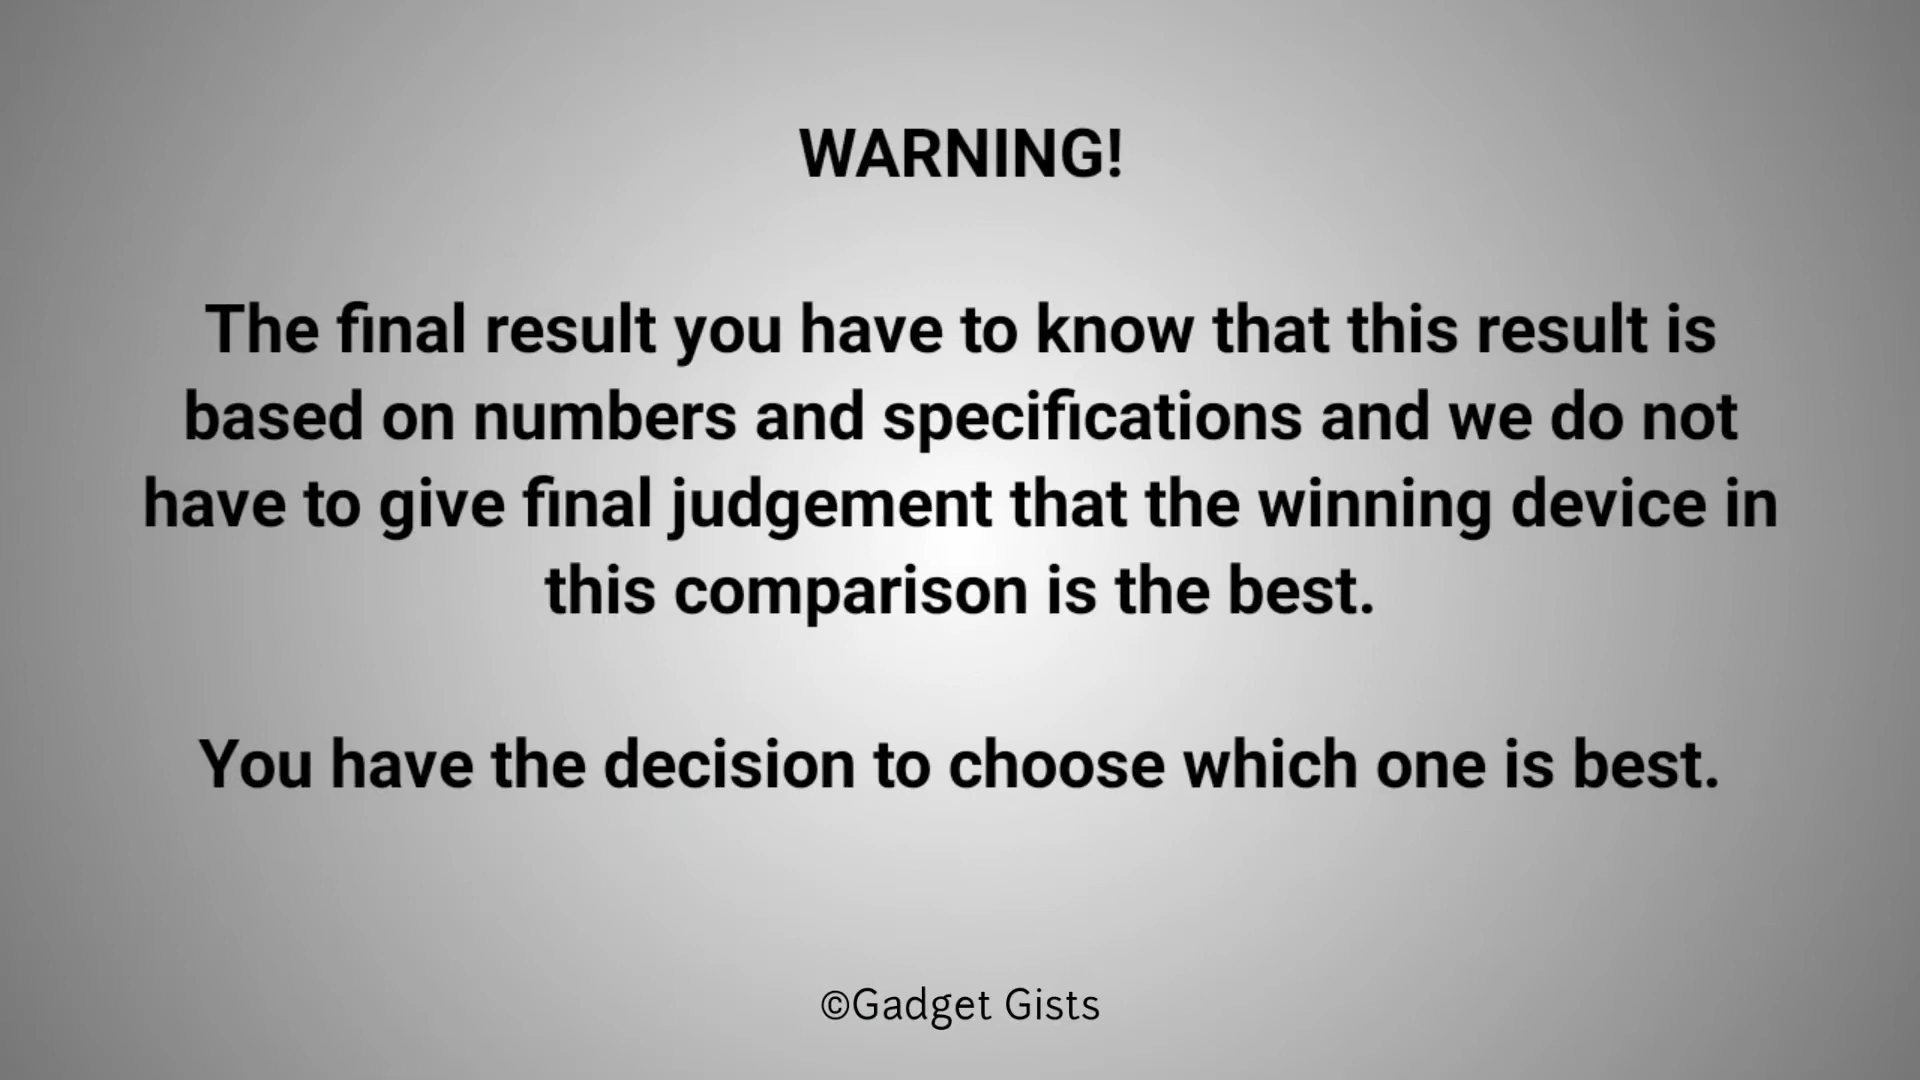 WARNING!
The final result you have to know that this result is
based on numbers and specifications and we do not
have to give final judgement that the winning device in
this comparison is the best.
You have the decision to choose which one is best.
©Gadget Gists